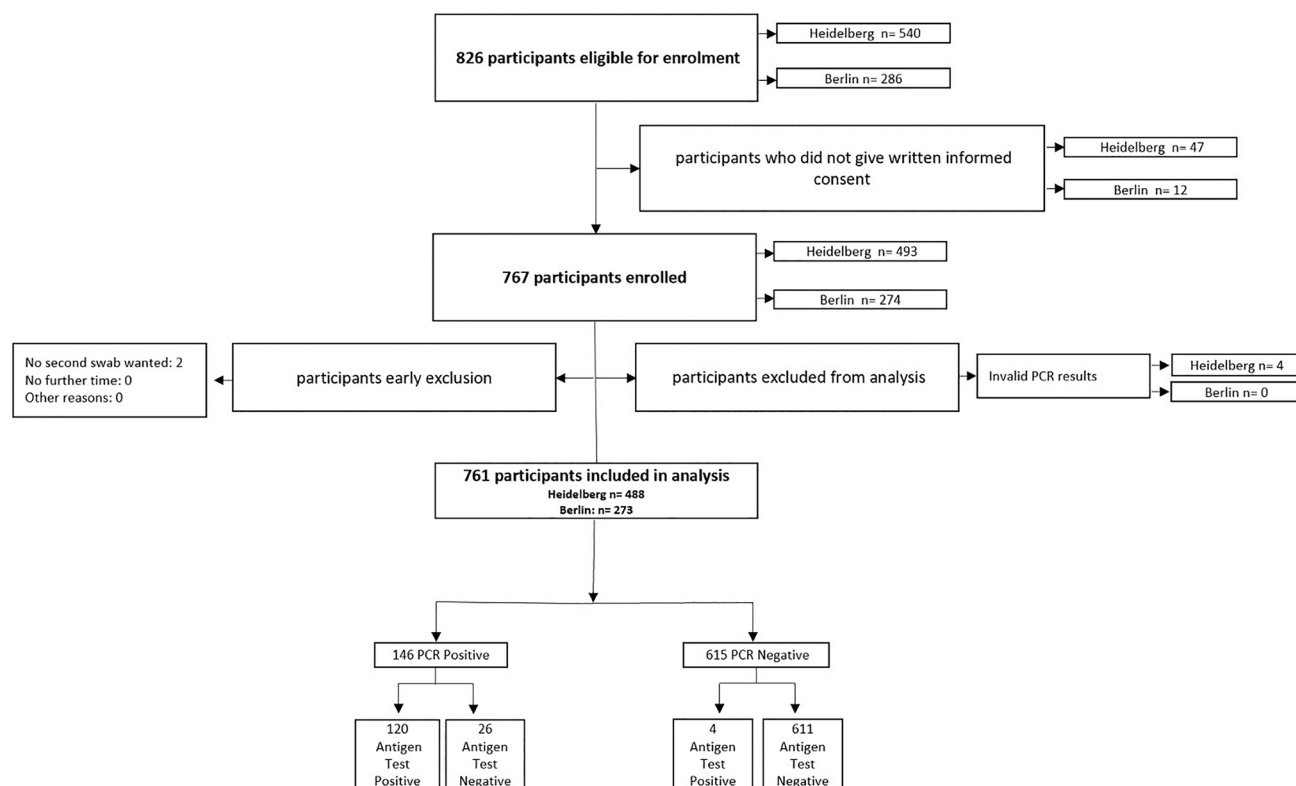 826 participants eligible for enrolment
Heidelberg n= 540
Berlin n= 286
participants who did not give written informed
consent
Heidelberg n= 47
Berlin n= 12
767 participants enrolled
Heidelberg n= 493
Berlin n= 274
No second swab wanted: 2
No further time: 0
Other reasons: 0
participants early exclusion
participants excluded from analysis
Invalid PCR results
Heidelberg n= 4
Berlin n= 0
761 participants included in analysis
Heidelberg n= 488
Berlin: n= 273
146 PCR Positive
615 PCR Negative
120
Antigen
Test
Positive
26
Antigen
Test
Negative
4
Antigen
Test
Positive
611
Antigen
Test
Negative